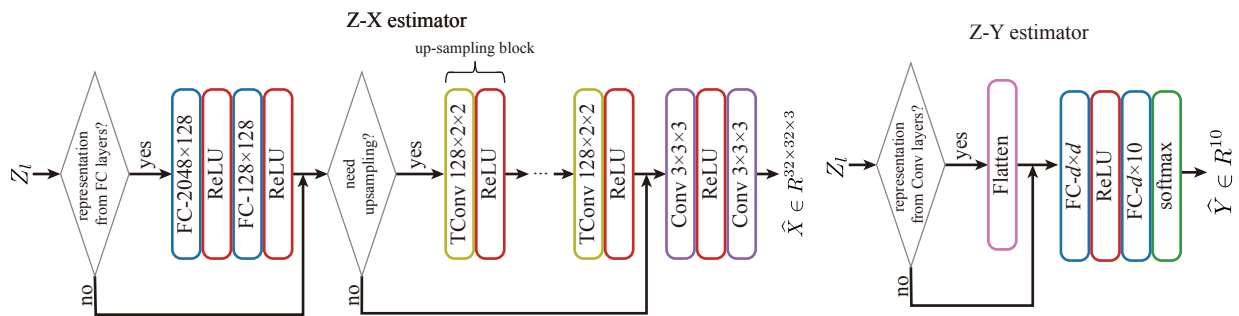 Z-X estimator
up-sampling block
Z_l
representation
from FC layers?
yes
no
FC-2048×128
ReLU
FC-128×128
ReLU
need
upsampling?
yes
no
TConv 128×2×2
ReLU
...
TConv 128×2×2
ReLU
Conv 3×3×3
ReLU
Conv 3×3×3
X̂ ∈ R^{32×32×3}
Z-Y estimator
Z_l
representation
from Conv layers?
yes
no
Flatten
FC-d×d
ReLU
FC-d×10
softmax
Ŷ ∈ R^{10}